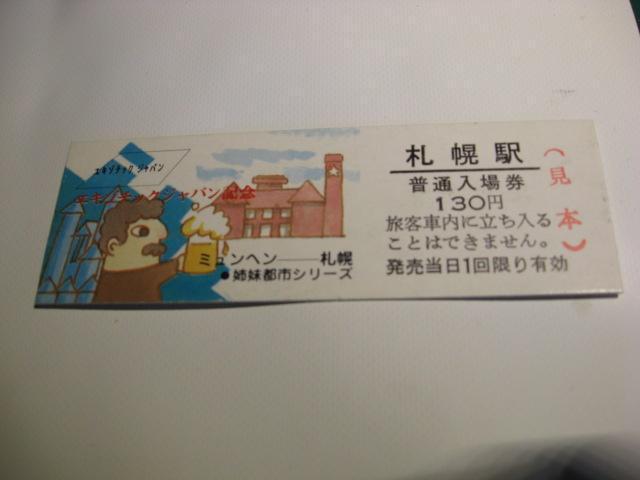 エキゾチック ジャパン
エキゾチックジャパン記念
ミュンヘン──札幌
●姉妹都市シリーズ
札幌駅
普通入場券
130円
旅客車内に立ち入る
ことはできません。
発売当日1回限り有効
(見本)